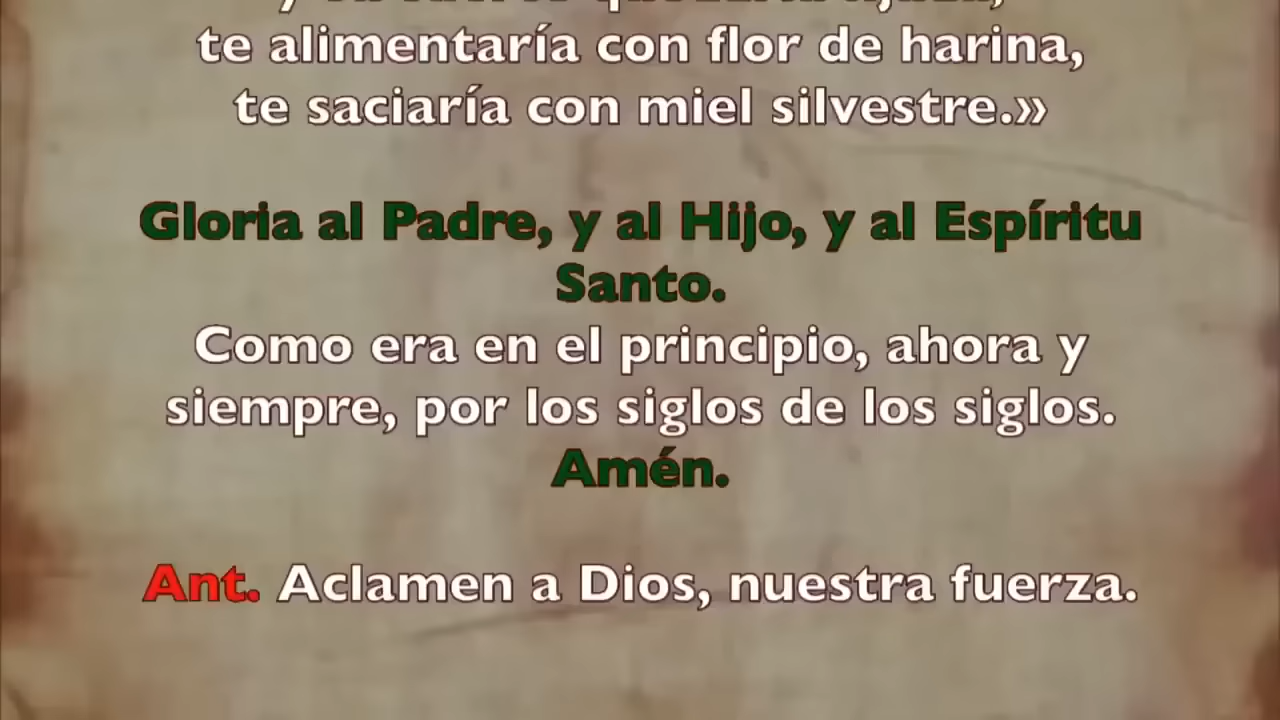 te alimentaría con flor de harina,
te saciaría con miel silvestre.»
Gloria al Padre, y al Hijo, y al Espíritu
Santo.
Como era en el principio, ahora y
siempre, por los siglos de los siglos.
Amén.
Ant. Aclamen a Dios, nuestra fuerza.